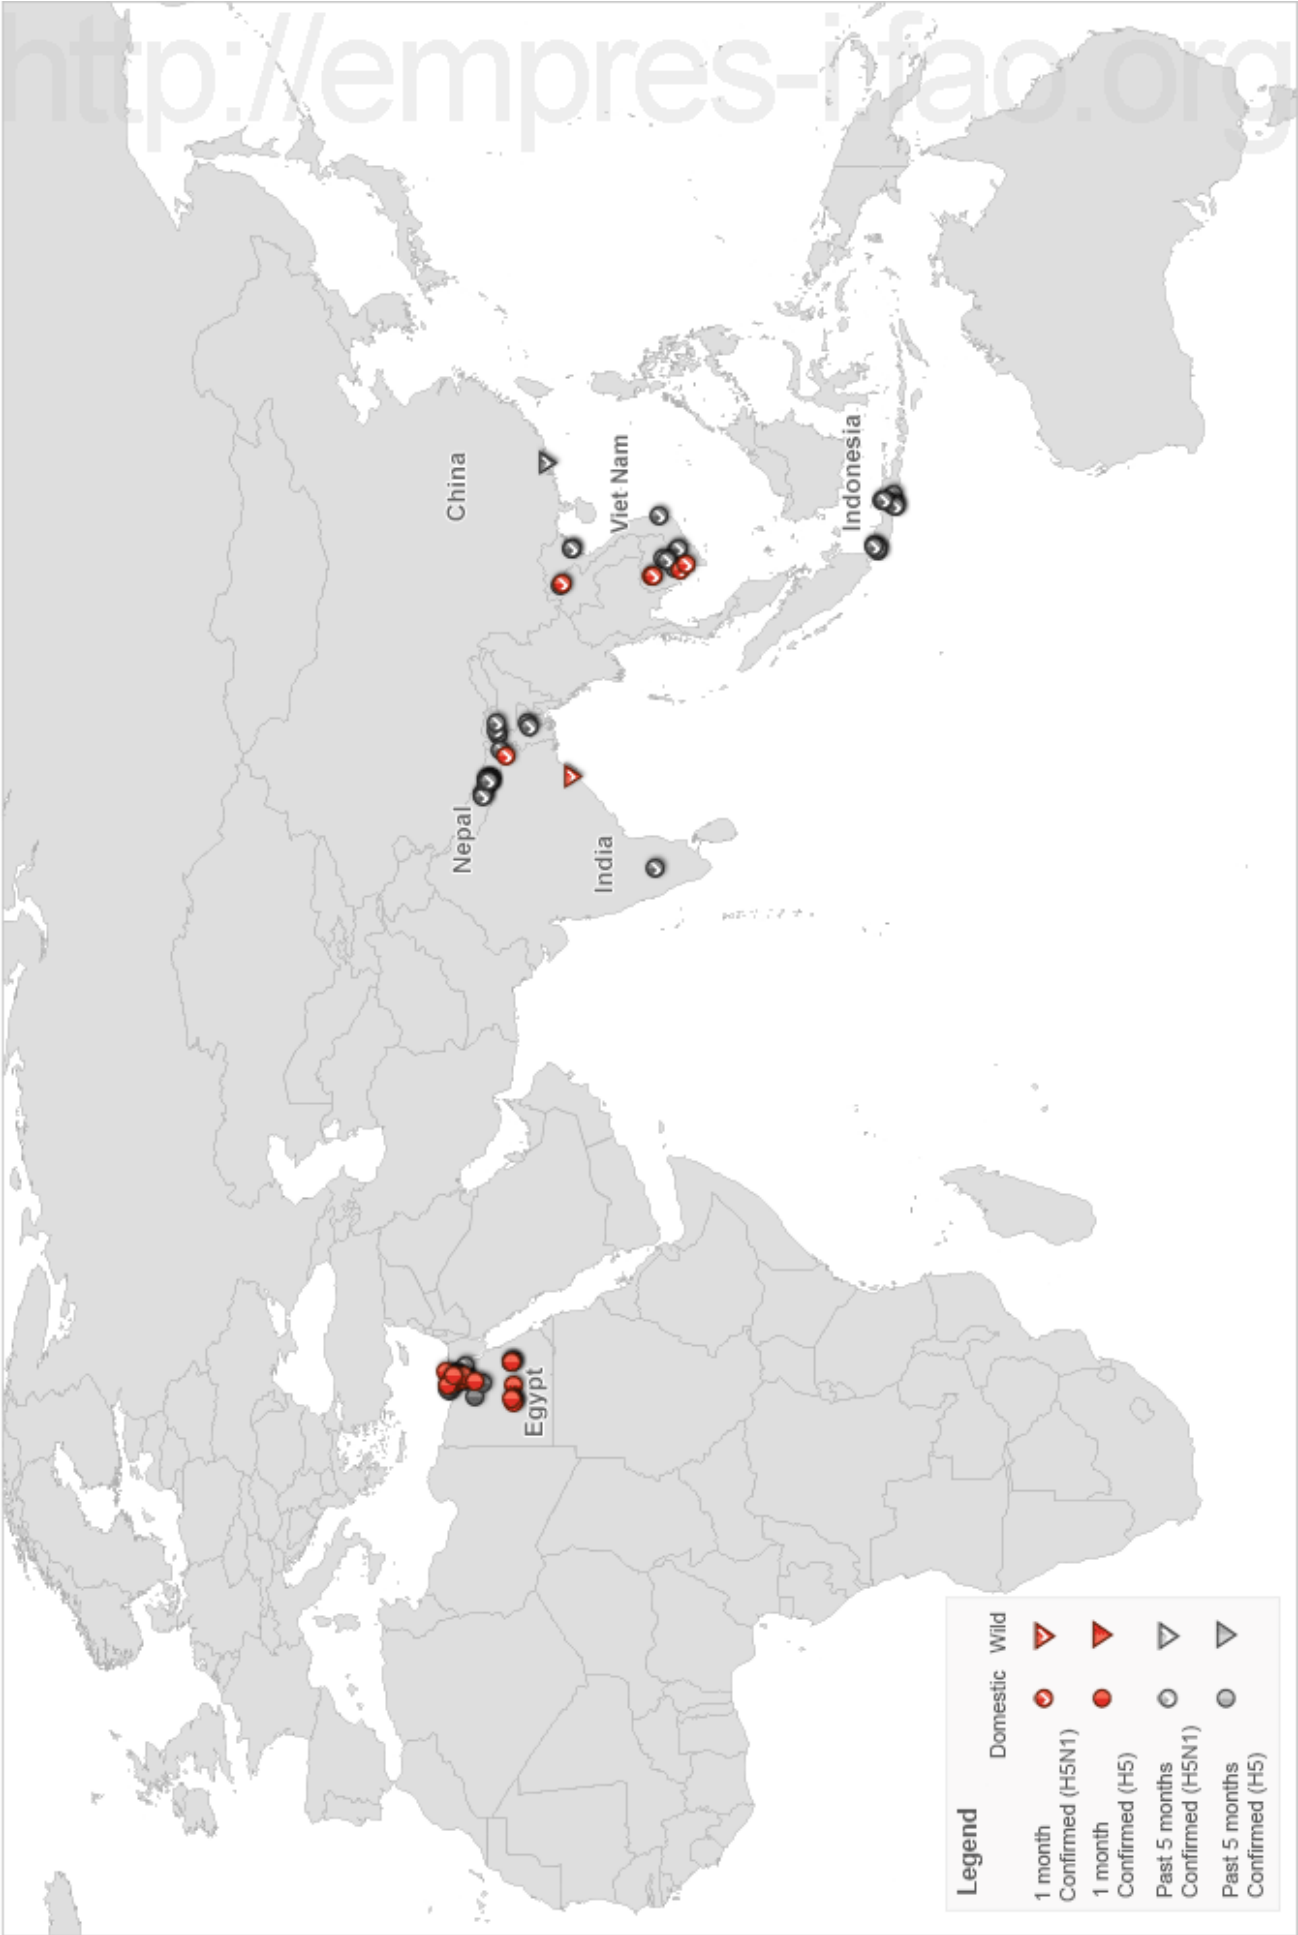 http://empres-i.fao.org
China
Viet Nam
Nepal
India
Indonesia
Egypt
Legend
Domestic Wild
1 month
Confirmed (H5N1)
1 month
Confirmed (H5)
Past 5 months
Confirmed (H5N1)
Past 5 months
Confirmed (H5)